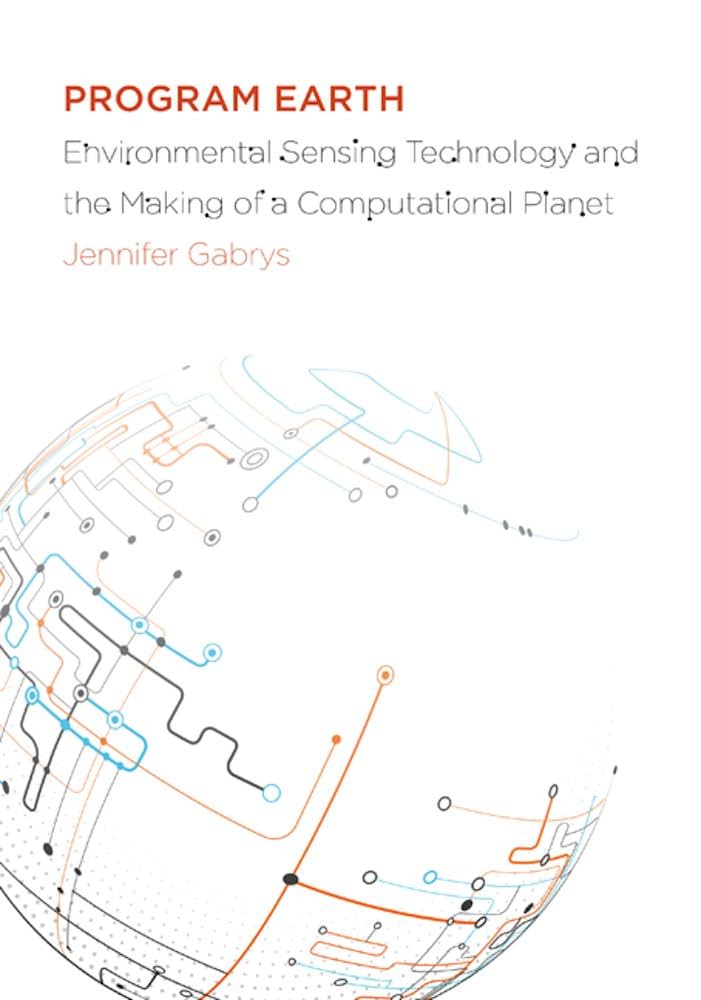 PROGRAM EARTH
Environmental Sensing Technology and
the Making of a Computational Planet
Jennifer Gabrys